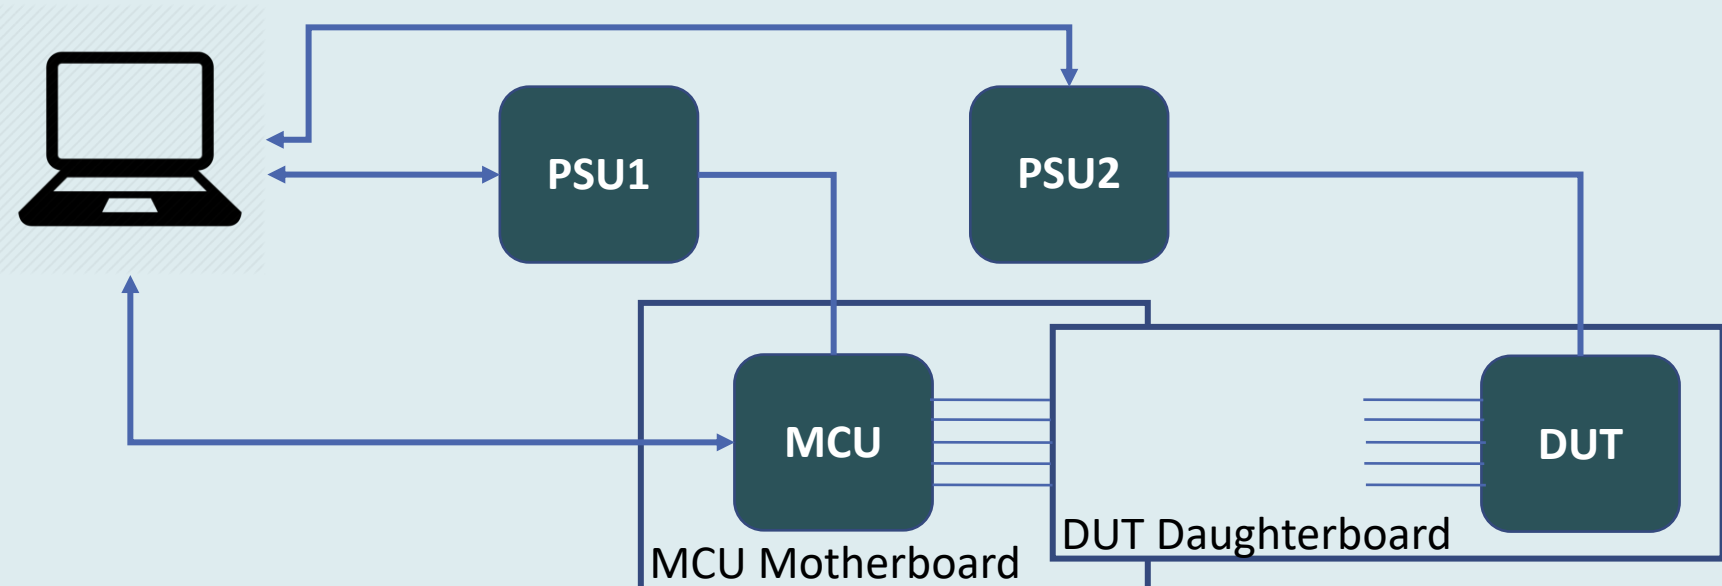 PSU1
PSU2
MCU
DUT
DUT Daughterboard
MCU Motherboard